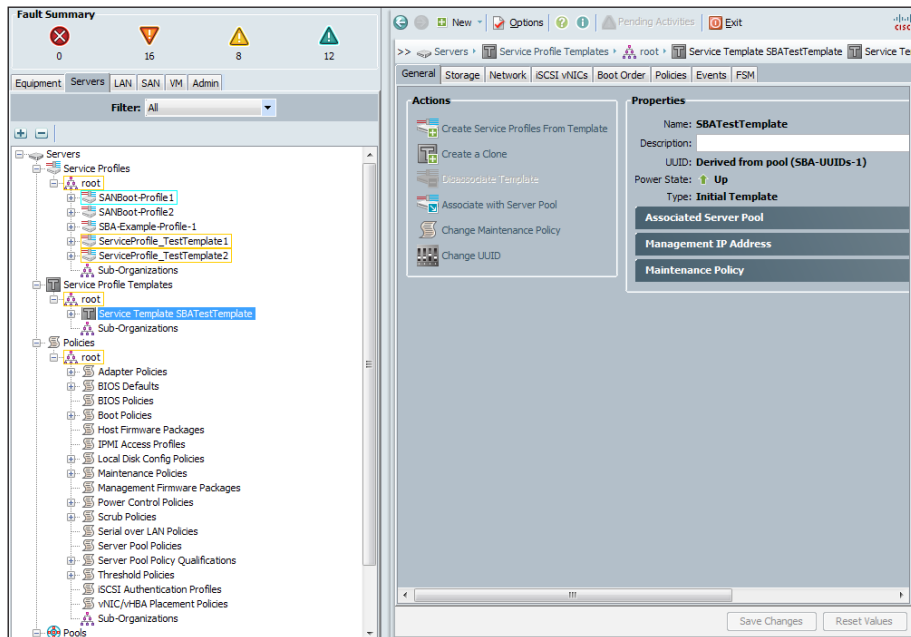 Fault Summary
0 16 8 12
Equipment Servers LAN SAN VM Admin
Filter: All
Servers
Service Profiles
root
SANBoot-Profile1
SANBoot-Profile2
SBA-Example-Profile-1
ServiceProfile_TestTemplate1
ServiceProfile_TestTemplate2
Sub-Organizations
Service Profile Templates
root
Service Template SBATestTemplate
Sub-Organizations
Policies
root
Adapter Policies
BIOS Defaults
BIOS Policies
Boot Policies
Host Firmware Packages
IPMI Access Profiles
Local Disk Config Policies
Maintenance Policies
Management Firmware Packages
Power Control Policies
Scrub Policies
Serial over LAN Policies
Server Pool Policies
Server Pool Policy Qualifications
Threshold Policies
iSCSI Authentication Profiles
vNIC/vHBA Placement Policies
Sub-Organizations
Pools
New Options Pending Activities Exit
CISC
>> Servers Service Profile Templates root Service Template SBATestTemplate Service Te
General Storage Network iSCSI vNICs Boot Order Policies Events FSM
Actions
Create Service Profiles From Template
Create a Clone
Disassociate Template
Associate with Server Pool
Change Maintenance Policy
Change UUID
Properties
Name: SBATestTemplate
Description:
UUID: Derived from pool (SBA-UUIDs-1)
Power State: Up
Type: Initial Template
Associated Server Pool
Management IP Address
Maintenance Policy
Save Changes Reset Values